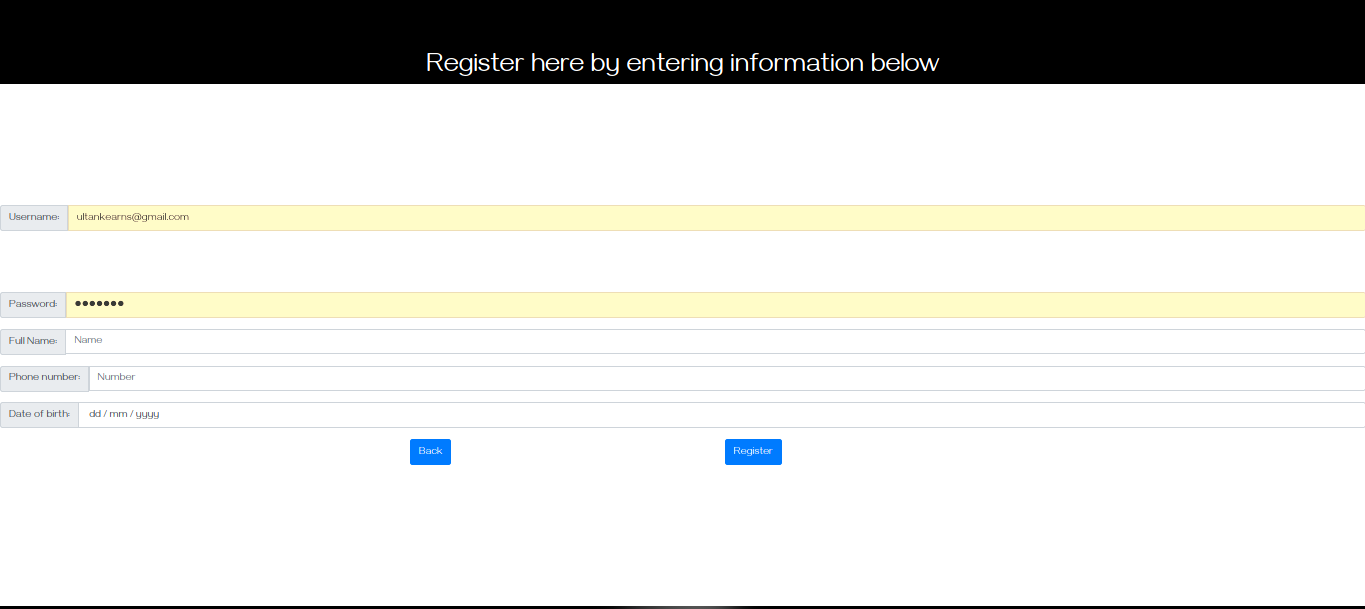 Register here by entering information below
Username: ultankearns@gmail.com
Password: ●●●●●●●
Full Name: Name
Phone number: Number
Date of birth: dd / mm / yyyy
Back Register